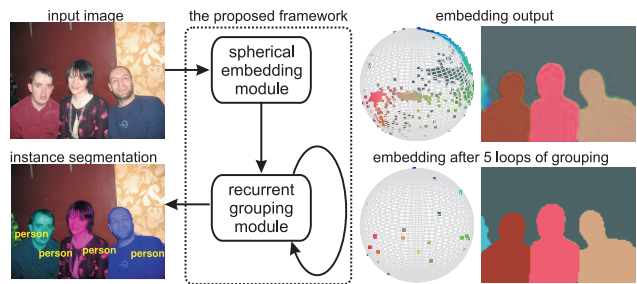 input image
the proposed framework
embedding output
spherical
embedding
module
instance segmentation
recurrent
grouping
module
embedding after 5 loops of grouping
person
person
person
person